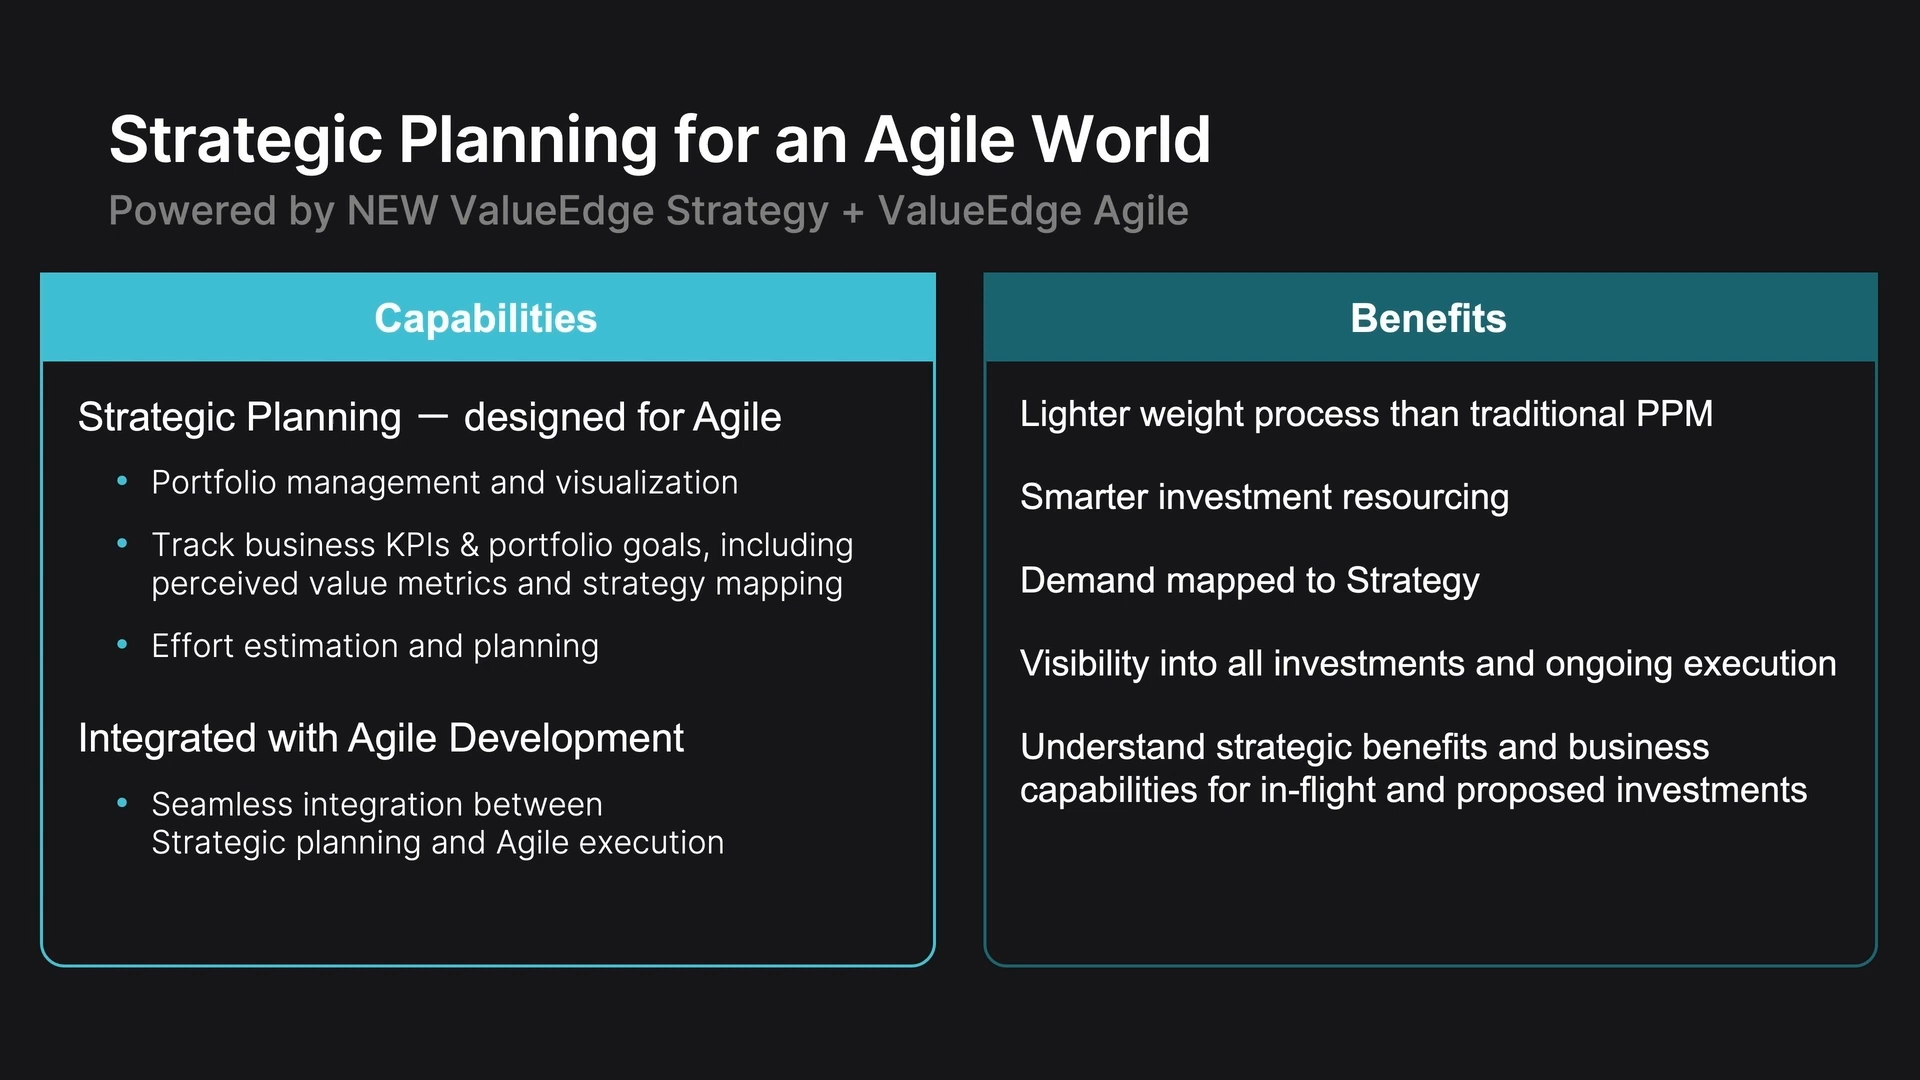 Strategic Planning for an Agile World
Powered by NEW ValueEdge Strategy + ValueEdge Agile
Capabilities
Strategic Planning — designed for Agile
• Portfolio management and visualization
• Track business KPIs & portfolio goals, including
perceived value metrics and strategy mapping
• Effort estimation and planning
Integrated with Agile Development
• Seamless integration between
Strategic planning and Agile execution
Benefits
Lighter weight process than traditional PPM
Smarter investment resourcing
Demand mapped to Strategy
Visibility into all investments and ongoing execution
Understand strategic benefits and business
capabilities for in-flight and proposed investments